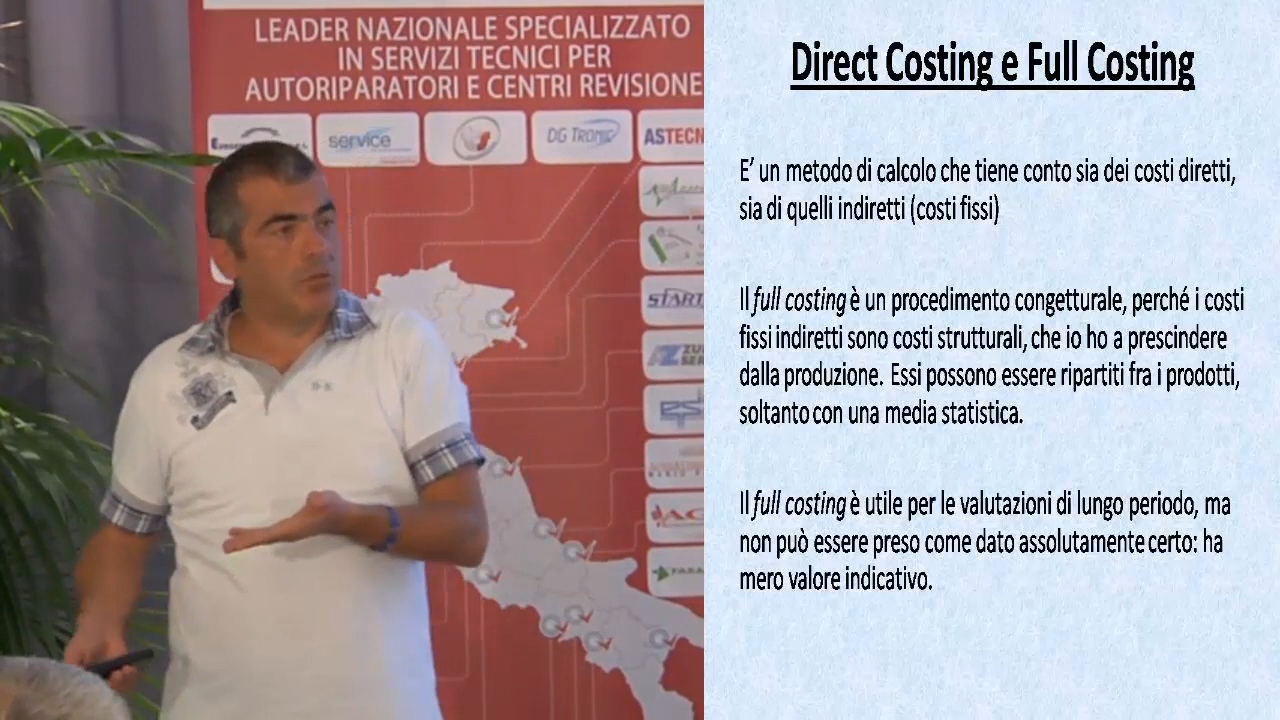 LEADER NAZIONALE SPECIALIZZATO
IN SERVIZI TECNICI PER
AUTORIPARATORI E CENTRI REVISIONE
service
DG TRONIC
ASTECN
START
Direct Costing e Full Costing
E’ un metodo di calcolo che tiene conto sia dei costi diretti,
sia di quelli indiretti (costi fissi)
Il full costing è un procedimento congetturale, perché i costi
fissi indiretti sono costi strutturali, che io ho a prescindere
dalla produzione. Essi possono essere ripartiti fra i prodotti,
soltanto con una media statistica.
Il full costing è utile per le valutazioni di lungo periodo, ma
non può essere preso come dato assolutamente certo: ha
mero valore indicativo.